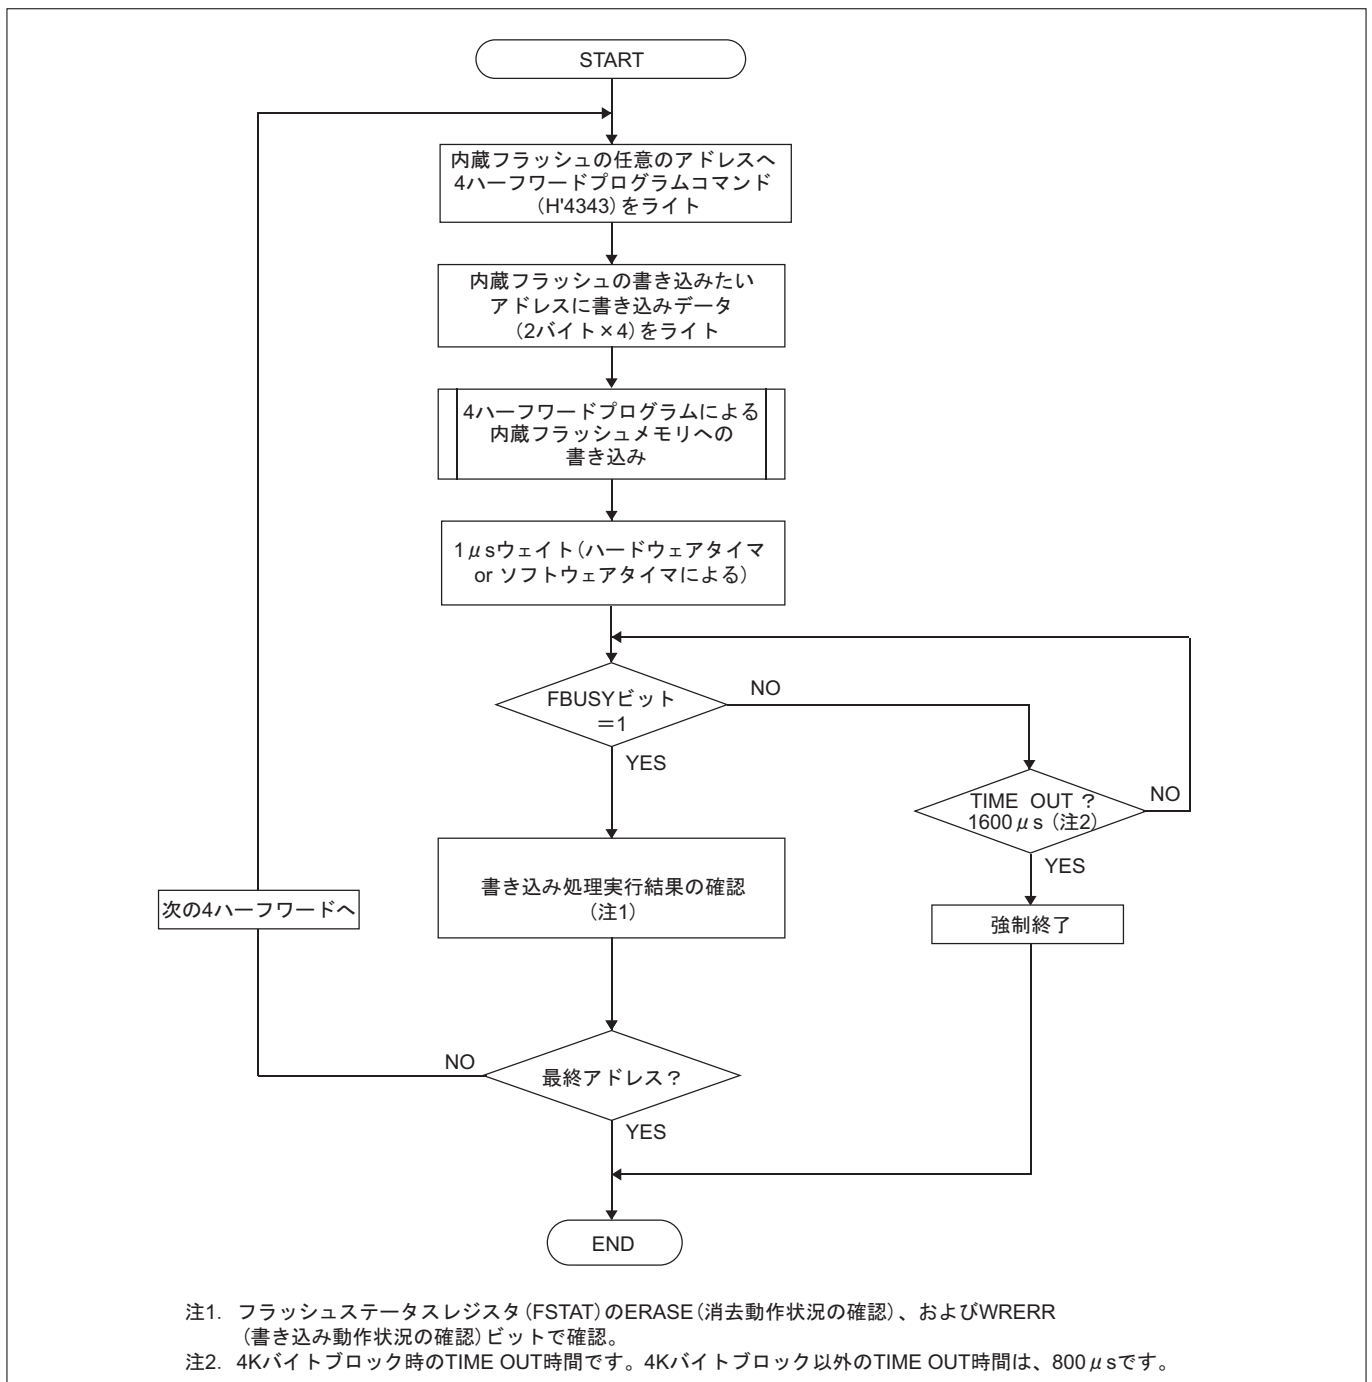 START
内蔵フラッシュの任意のアドレスへ
4ハーフワードプログラムコマンド
(H'4343)をライト
内蔵フラッシュの書き込みたい
アドレスに書き込みデータ
(2バイト×4)をライト
4ハーフワードプログラムによる
内蔵フラッシュメモリへの
書き込み
1μsウェイト(ハードウェアタイマ
or ソフトウェアタイマによる)
FBUSYビット
=1
NO
YES
TIME OUT ?
1600μs (注2)
NO
YES
強制終了
書き込み処理実行結果の確認
(注1)
次の4ハーフワードへ
NO
最終アドレス?
YES
END
注1. フラッシュステータスレジスタ(FSTAT)のERASE(消去動作状況の確認)、およびWRERR
(書き込み動作状況の確認)ビットで確認。
注2. 4Kバイトブロック時のTIME OUT時間です。4Kバイトブロック以外のTIME OUT時間は、800μsです。